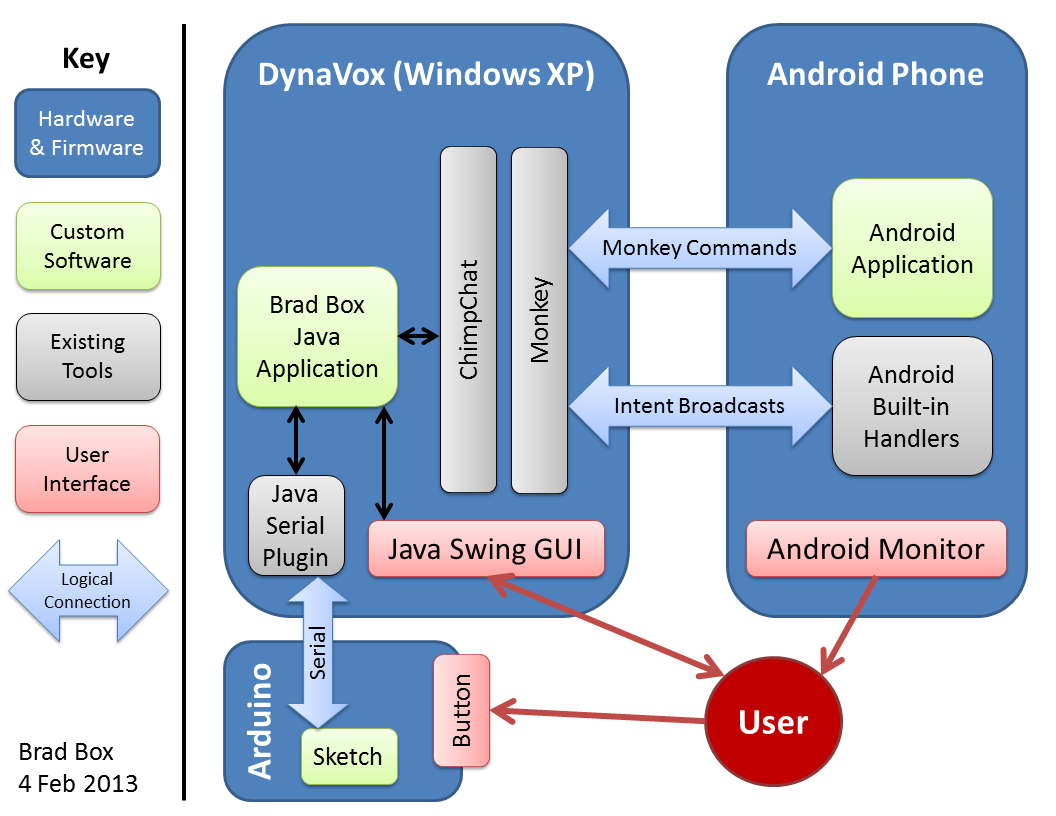 Key
Hardware
& Firmware
Custom
Software
Existing
Tools
User
Interface
Logical
Connection
Brad Box
4 Feb 2013
DynaVox (Windows XP)
ChimpChat
Monkey
Brad Box
Java
Application
Java
Serial
Plugin
Java Swing GUI
Monkey Commands
Intent Broadcasts
Android Phone
Android
Application
Android
Built-in
Handlers
Android Monitor
Serial
Arduino
Sketch
Button
User